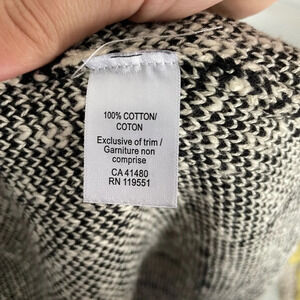 100% COTTON/
COTON
Exclusive of trim /
Garniture non
comprise
CA 41480
RN 119551